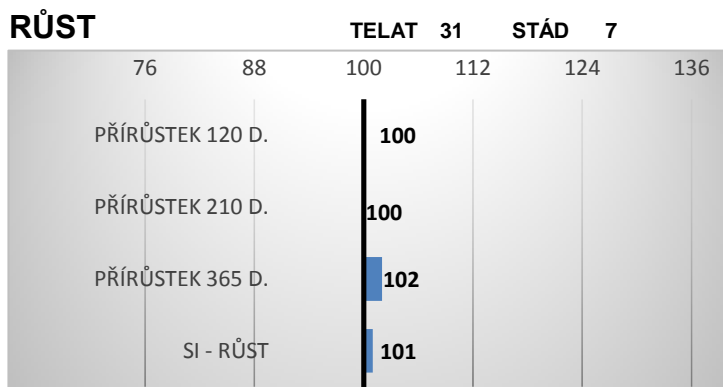 RŮST TELAT 31 STÁD 7
76 88 100 112 124 136
PŘÍRŮSTEK 120 D. 100
PŘÍRŮSTEK 210 D. 100
PŘÍRŮSTEK 365 D. 102
SI - RŮST 101